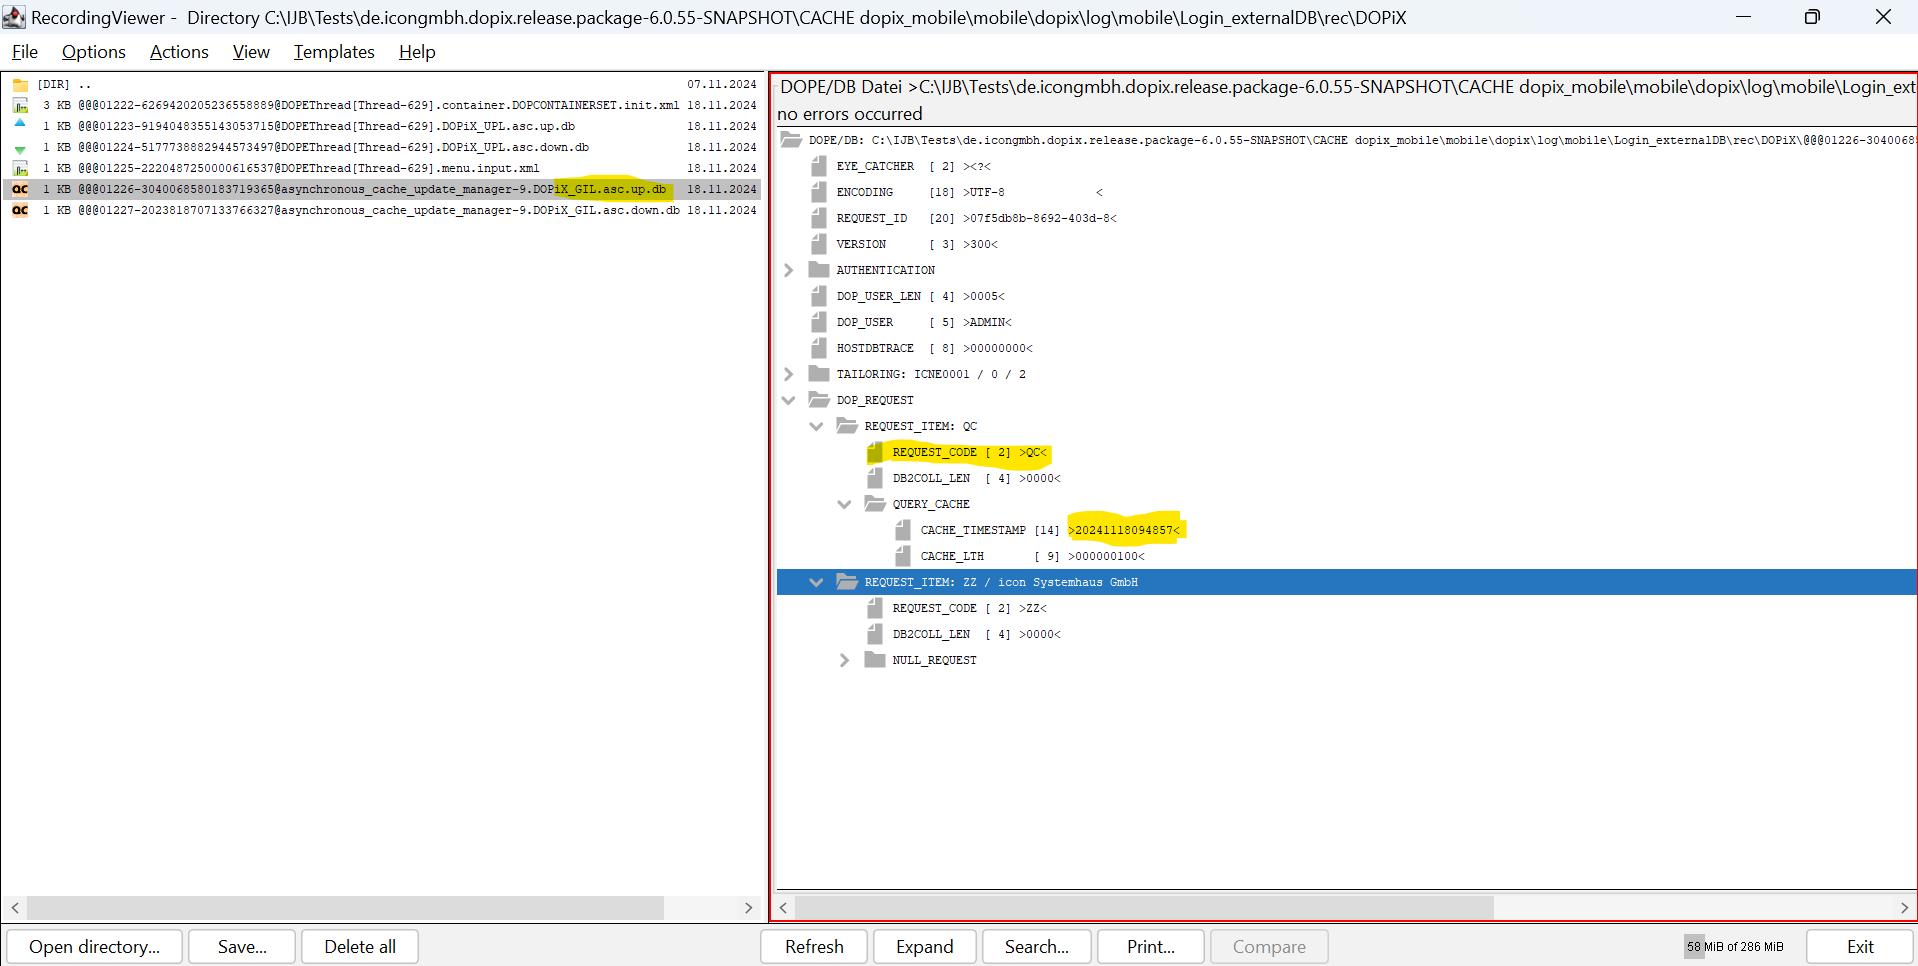 RecordingViewer - Directory C:\IJB\Tests\de.icongmbh.dopix.release.package-6.0.55-SNAPSHOT\CACHE dopix_mobile\mobile\dopix\log\mobile\Login_externalDB\rec\DOPiX
File Options Actions View Templates Help
[DIR] .. 07.11.2024
3 KB @@@01222-6269420205236558889@DOPEThread[Thread-629].container.DOPCONTAINERSET.init.xml 18.11.2024
1 KB @@@01223-9194048355143053715@DOPEThread[Thread-629].DOPiX_UPL.asc.up.db 18.11.2024
1 KB @@@01224-5177738882944573497@DOPEThread[Thread-629].DOPiX_UPL.asc.down.db 18.11.2024
1 KB @@@01225-2220487250000616537@DOPEThread[Thread-629].menu.input.xml 18.11.2024
QC 1 KB @@@01226-3040068580183719365@asynchronous_cache_update_manager-9.DOPiX_GIL.asc.up.db 18.11.2024
QC 1 KB @@@01227-2023818707133766327@asynchronous_cache_update_manager-9.DOPiX_GIL.asc.down.db 18.11.2024
DOPE/DB Datei >C:\IJB\Tests\de.icongmbh.dopix.release.package-6.0.55-SNAPSHOT\CACHE dopix_mobile\mobile\dopix\log\mobile\Login_ext
no errors occurred
DOPE/DB: C:\IJB\Tests\de.icongmbh.dopix.release.package-6.0.55-SNAPSHOT\CACHE dopix_mobile\mobile\dopix\log\mobile\Login_externalDB\rec\DOPiX\@@@01226-3040068
EYE_CATCHER [ 2] ><?<
ENCODING [18] >UTF-8 <
REQUEST_ID [20] >07f5db8b-8692-403d-8<
VERSION [ 3] >300<
AUTHENTICATION
DOP_USER_LEN [ 4] >0005<
DOP_USER [ 5] >ADMIN<
HOSTDBTRACE [ 8] >00000000<
TAILORING: ICNE0001 / 0 / 2
DOP_REQUEST
REQUEST_ITEM: QC
REQUEST_CODE [ 2] >QC<
DB2COLL_LEN [ 4] >0000<
QUERY_CACHE
CACHE_TIMESTAMP [14] >20241118094857<
CACHE_LTH [ 9] >000000100<
REQUEST_ITEM: ZZ / icon Systemhaus GmbH
REQUEST_CODE [ 2] >ZZ<
DB2COLL_LEN [ 4] >0000<
NULL_REQUEST
Open directory... Save... Delete all Refresh Expand Search... Print... Compare 58 MiB of 286 MiB Exit